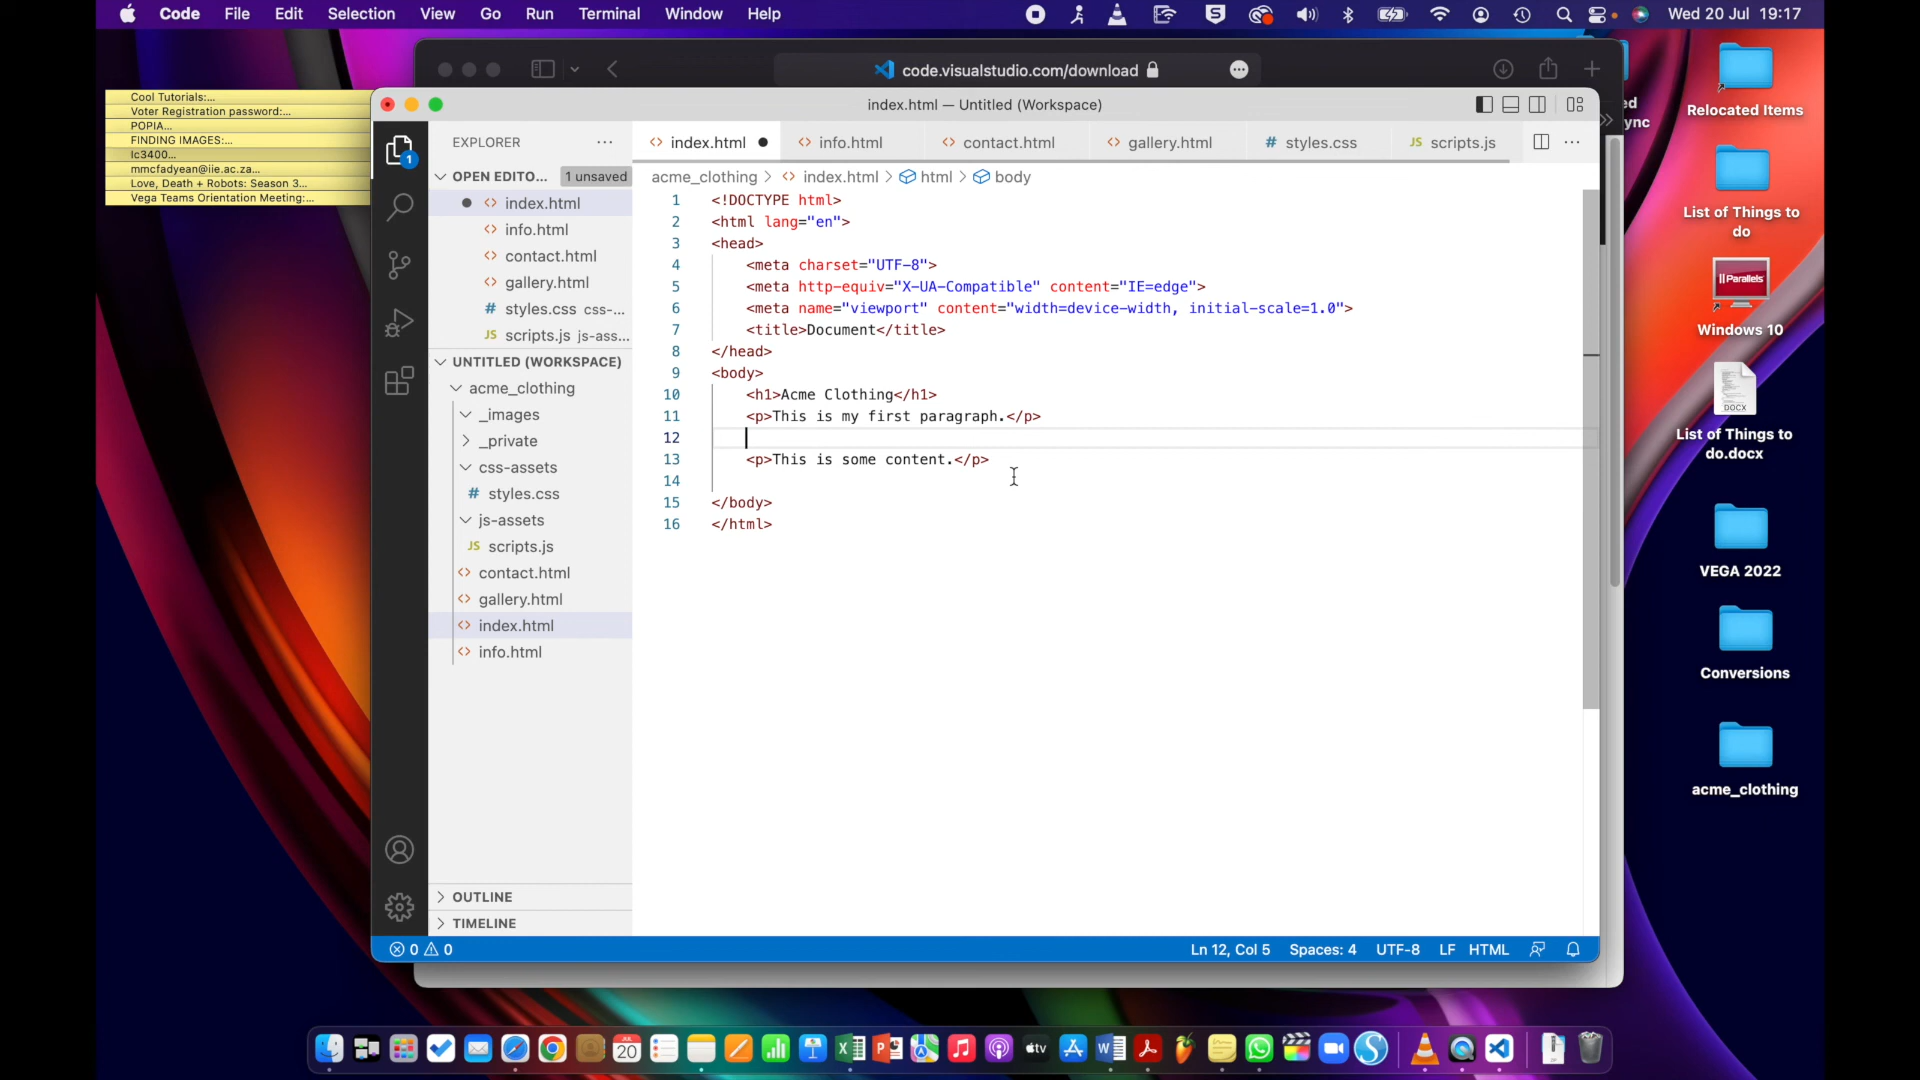 Code File Edit Selection View Go Run Terminal Window Help Wed 20 Jul 19:17
code.visualstudio.com/download
Cool Tutorials:...
Voter Registration password:...
POPIA...
FINDING IMAGES:...
lc3400...
mmcfadyean@iie.ac.za...
Love, Death + Robots: Season 3...
Vega Teams Orientation Meeting:...
index.html — Untitled (Workspace)
EXPLORER
index.html info.html contact.html gallery.html styles.css JS scripts.js
OPEN EDITO... 1 unsaved
acme_clothing > index.html > html > body
index.html
info.html
contact.html
gallery.html
# styles.css css-...
JS scripts.js js-ass...
UNTITLED (WORKSPACE)
acme_clothing
_images
_private
css-assets
# styles.css
js-assets
JS scripts.js
contact.html
gallery.html
index.html
info.html
OUTLINE
TIMELINE
1 <!DOCTYPE html>
2 <html lang="en">
3 <head>
4 <meta charset="UTF-8">
5 <meta http-equiv="X-UA-Compatible" content="IE=edge">
6 <meta name="viewport" content="width=device-width, initial-scale=1.0">
7 <title>Document</title>
8 </head>
9 <body>
10 <h1>Acme Clothing</h1>
11 <p>This is my first paragraph.</p>
12
13 <p>This is some content.</p>
14
15 </body>
16 </html>
0 0 Ln 12, Col 5 Spaces: 4 UTF-8 LF HTML
Relocated Items
List of Things to
do
Parallels
Windows 10
DOCX
List of Things to
do.docx
VEGA 2022
Conversions
acme_clothing
JUL
20
tv